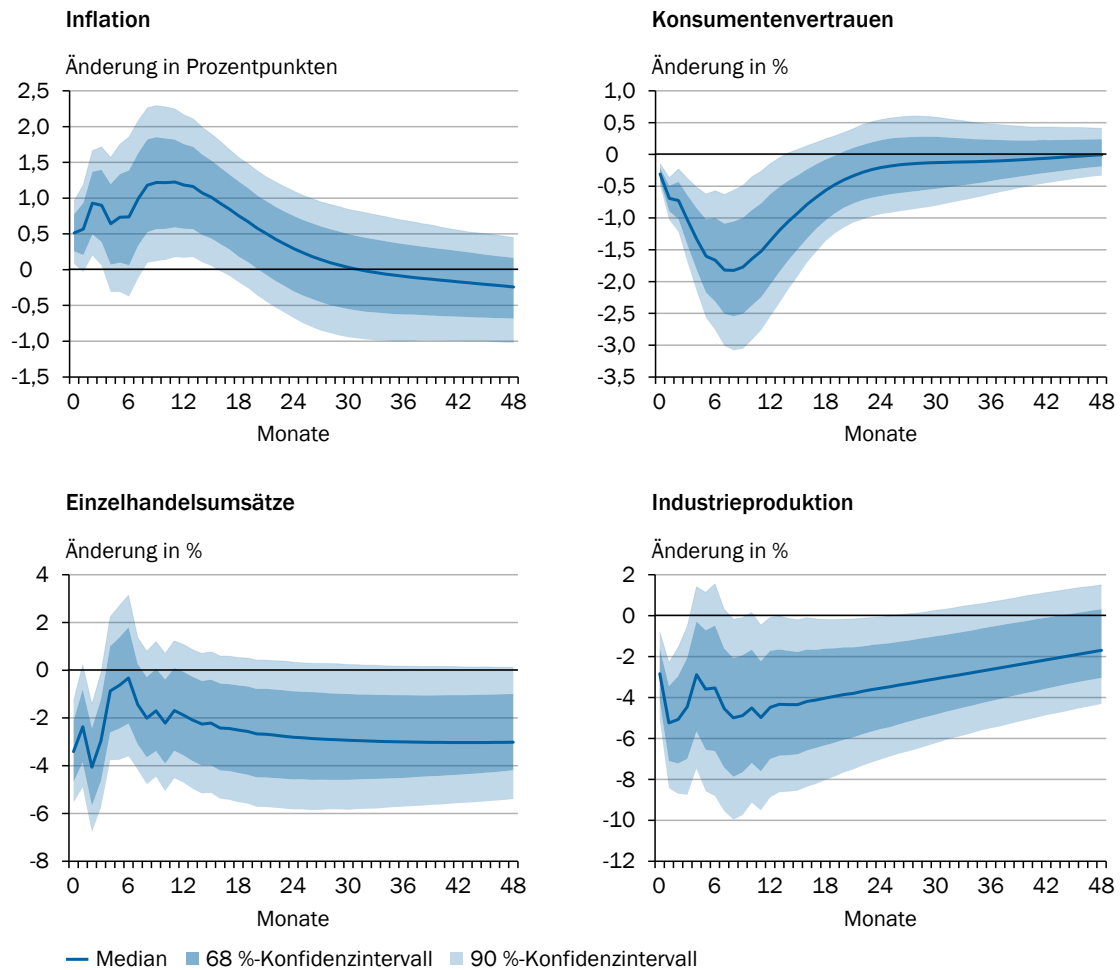 Inflation
Änderung in Prozentpunkten
2,5
2,0
1,5
1,0
0,5
0
-0,5
-1,0
-1,5
0 6 12 18 24 30 36 42 48
Monate
Konsumentenvertrauen
Änderung in %
1,0
0,5
0
-0,5
-1,0
-1,5
-2,0
-2,5
-3,0
-3,5
0 6 12 18 24 30 36 42 48
Monate
Einzelhandelsumsätze
Änderung in %
4
2
0
-2
-4
-6
-8
0 6 12 18 24 30 36 42 48
Monate
Industrieproduktion
Änderung in %
2
0
-2
-4
-6
-8
-10
-12
0 6 12 18 24 30 36 42 48
Monate
Median 68 %-Konfidenzintervall 90 %-Konfidenzintervall